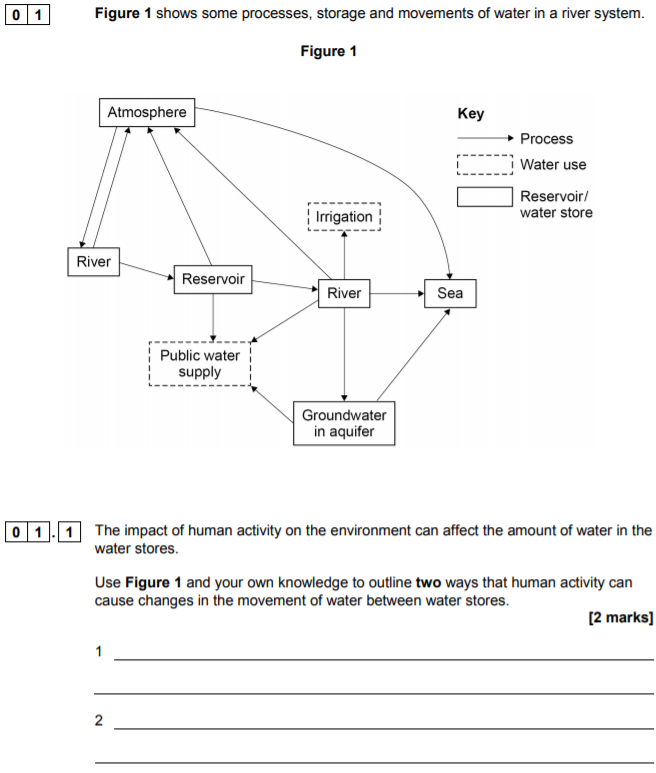 0 1 Figure 1 shows some processes, storage and movements of water in a river system.
Figure 1
Atmosphere
Key
Process
Water use
Reservoir/
water store
Irrigation
River
Reservoir
River
Sea
Public water
supply
Groundwater
in aquifer
0 1 . 1 The impact of human activity on the environment can affect the amount of water in the
water stores.
Use Figure 1 and your own knowledge to outline two ways that human activity can
cause changes in the movement of water between water stores.
[2 marks]
1
2